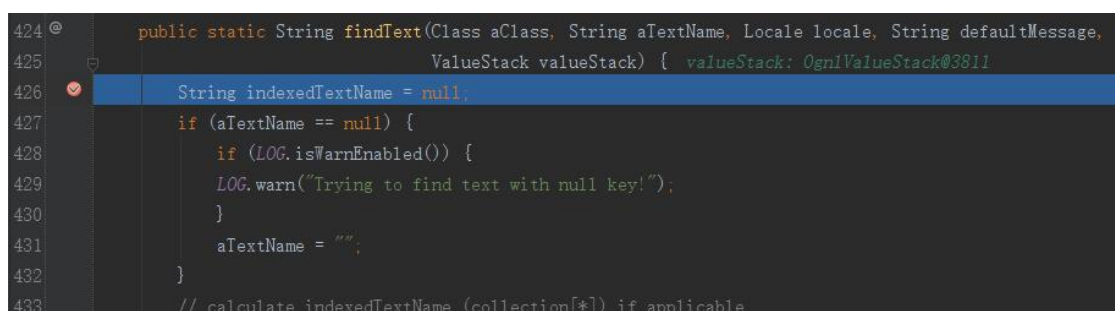 424 @ public static String findText(Class aClass, String aTextName, Locale locale, String defaultMessage,
425 ValueStack valueStack) { valueStack: OgnlValueStack@3811
426 String indexedTextName = null;
427 if (aTextName == null) {
428 if (LOG.isWarnEnabled()) {
429 LOG.warn("Trying to find text with null key!");
430 }
431 aTextName = "";
432 }
433 // calculate indexedTextName (collection[*]) if applicable